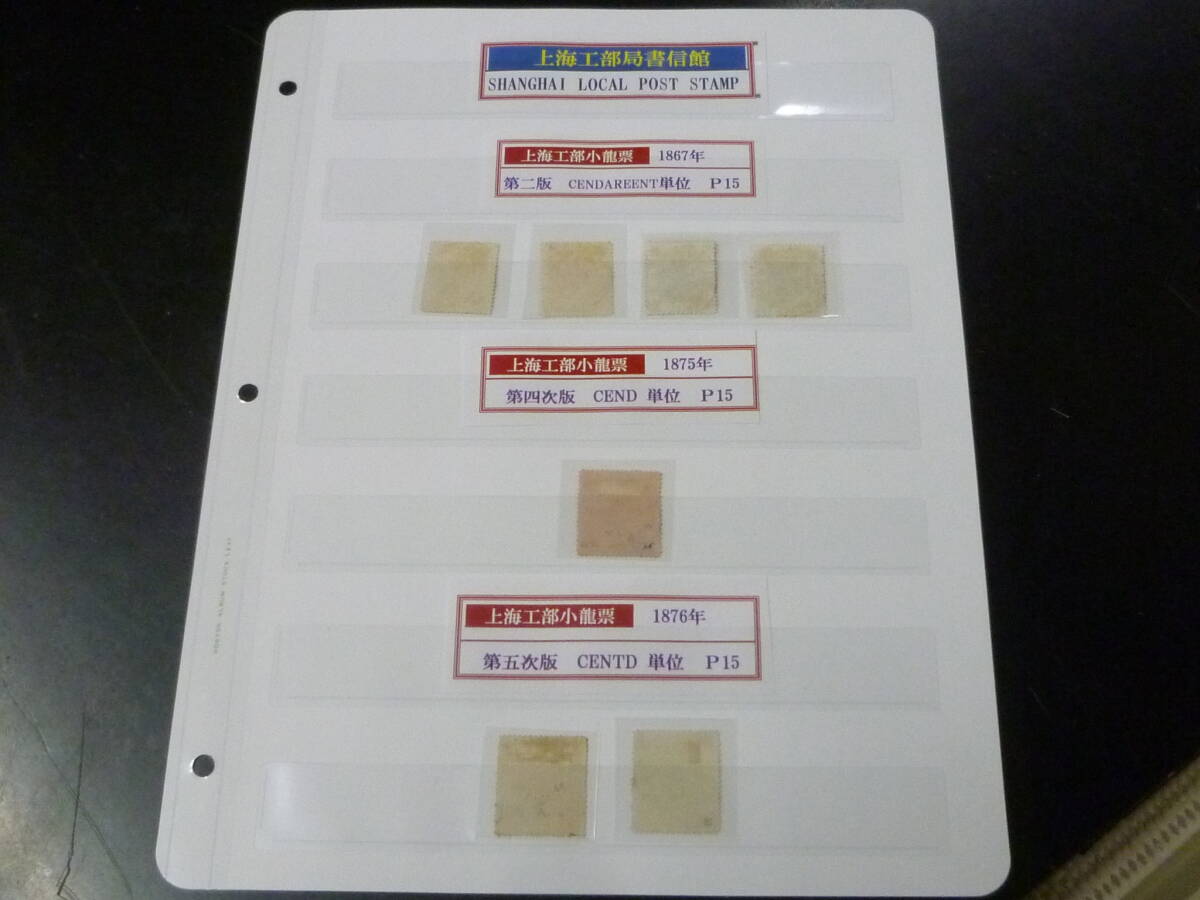 上海工部局書信館
SHANGHAI LOCAL POST STAMP
上海工部小龍票 1867年
第二版 CENDAREENT単位 P15
上海工部小龍票 1875年
第四次版 CEND 単位 P15
上海工部小龍票 1876年
第五次版 CENTD 単位 P15